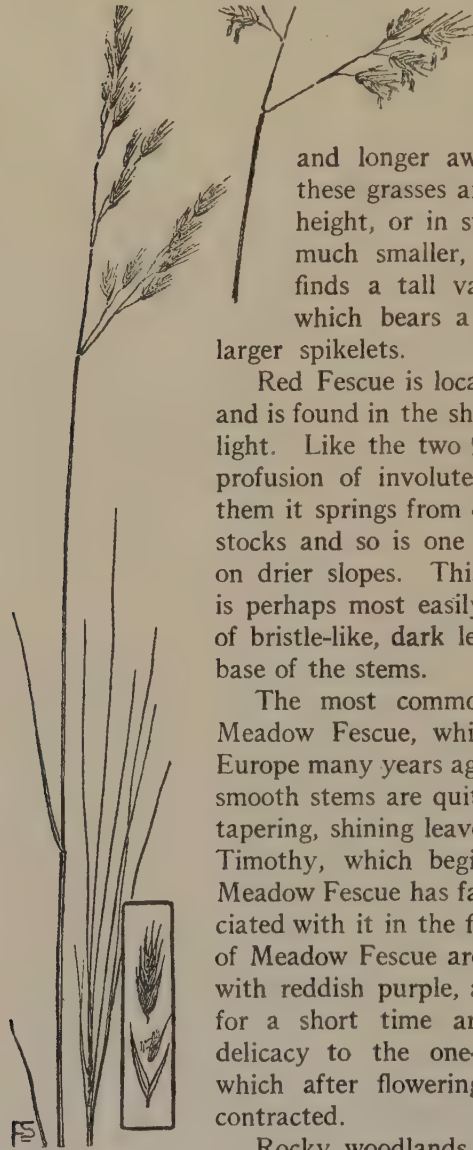 and longer aw
these grasses a
height, or in s
much smaller,
finds a tall va
which bears a
larger spikelets.
Red Fescue is loca
and is found in the sh
light. Like the two
profusion of involute
them it springs from
stocks and so is one
on drier slopes. Thi
is perhaps most easily
of bristle-like, dark le
base of the stems.
The most commo
Meadow Fescue, whi
Europe many years ag
smooth stems are quit
tapering, shining leav
Timothy, which begi
Meadow Fescue has fa
ciated with it in the f
of Meadow Fescue are
with reddish purple, a
for a short time an
delicacy to the one-
which after flowering
contracted.
Rocky woodlands
FS